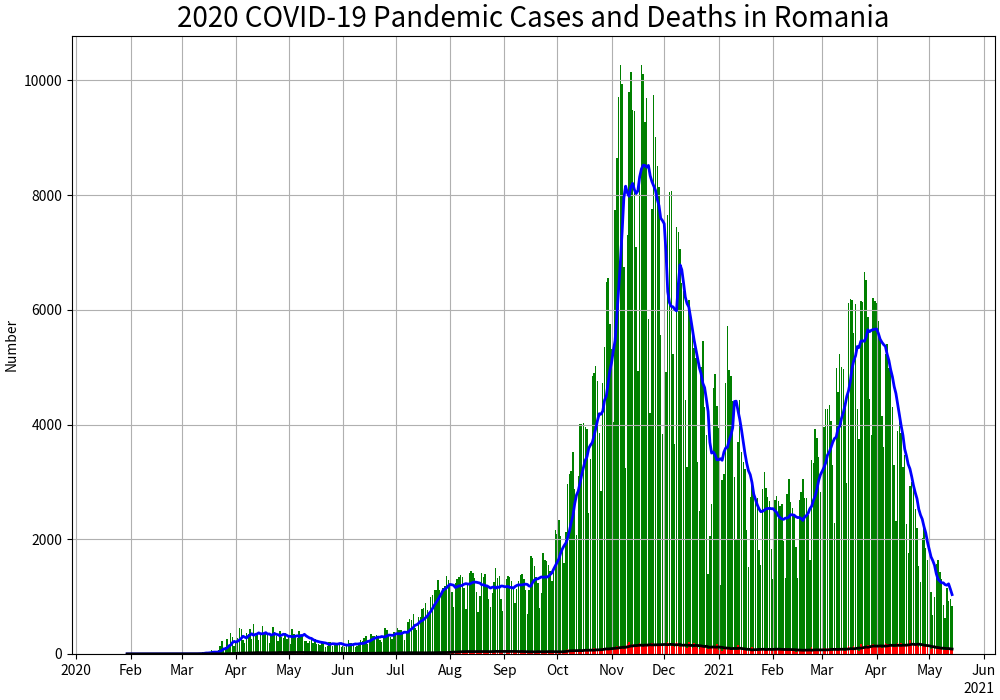 2020 COVID-19 Pandemic Cases and Deaths in Romania
Number
10000
8000
6000
4000
2000
0
2020 Feb Mar Apr May Jun Jul Aug Sep Oct Nov Dec 2021 Feb Mar Apr May Jun
2021